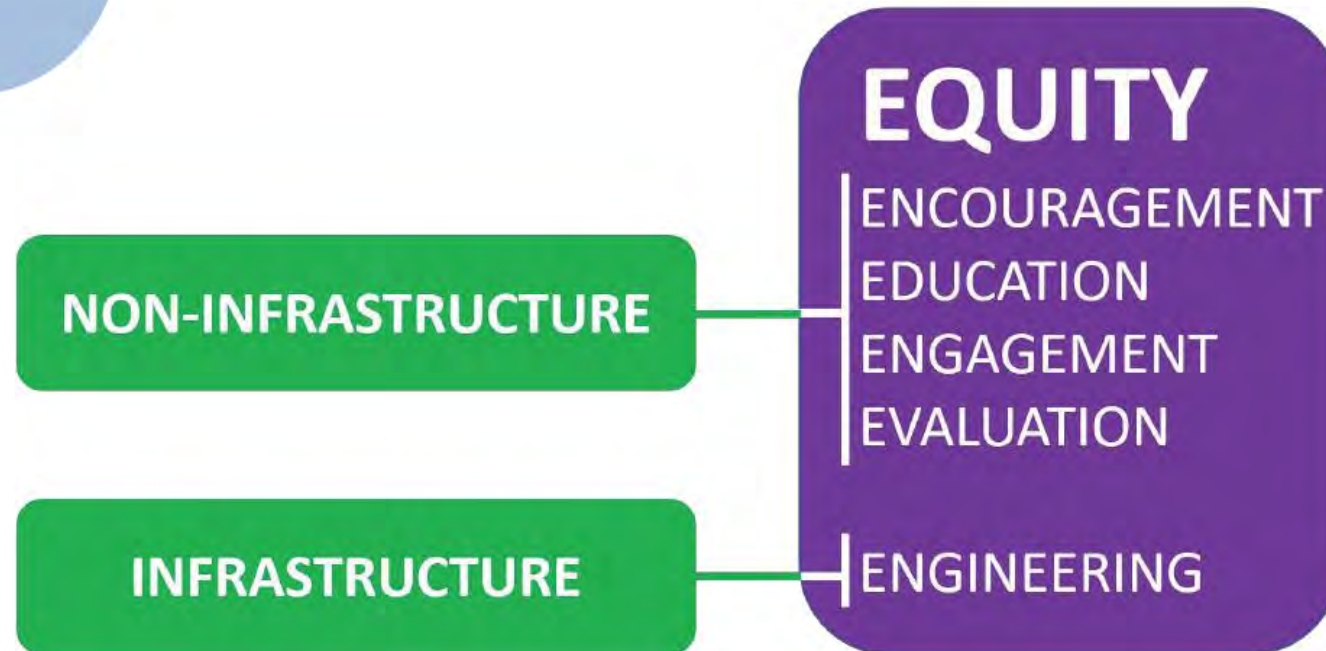 EQUITY
ENCOURAGEMENT
EDUCATION
ENGAGEMENT
EVALUATION
NON-INFRASTRUCTURE
INFRASTRUCTURE
ENGINEERING